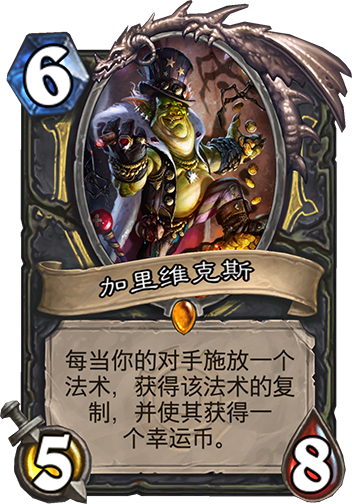 6
加里维克斯
每当你的对手施放一个
法术，获得该法术的复
制，并使其获得一
个幸运币。
5
8